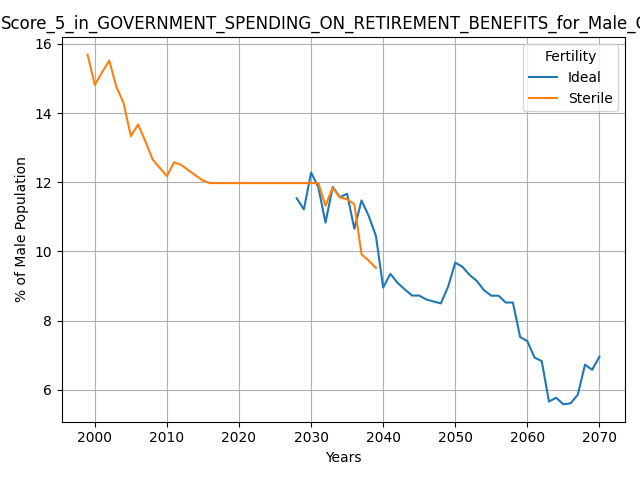 Score_5_in_GOVERNMENT_SPENDING_ON_RETIREMENT_BENEFITS_for_Male_
Fertility
Ideal
Sterile
% of Male Population
16
14
12
10
8
6
2000 2010 2020 2030 2040 2050 2060 2070
Years